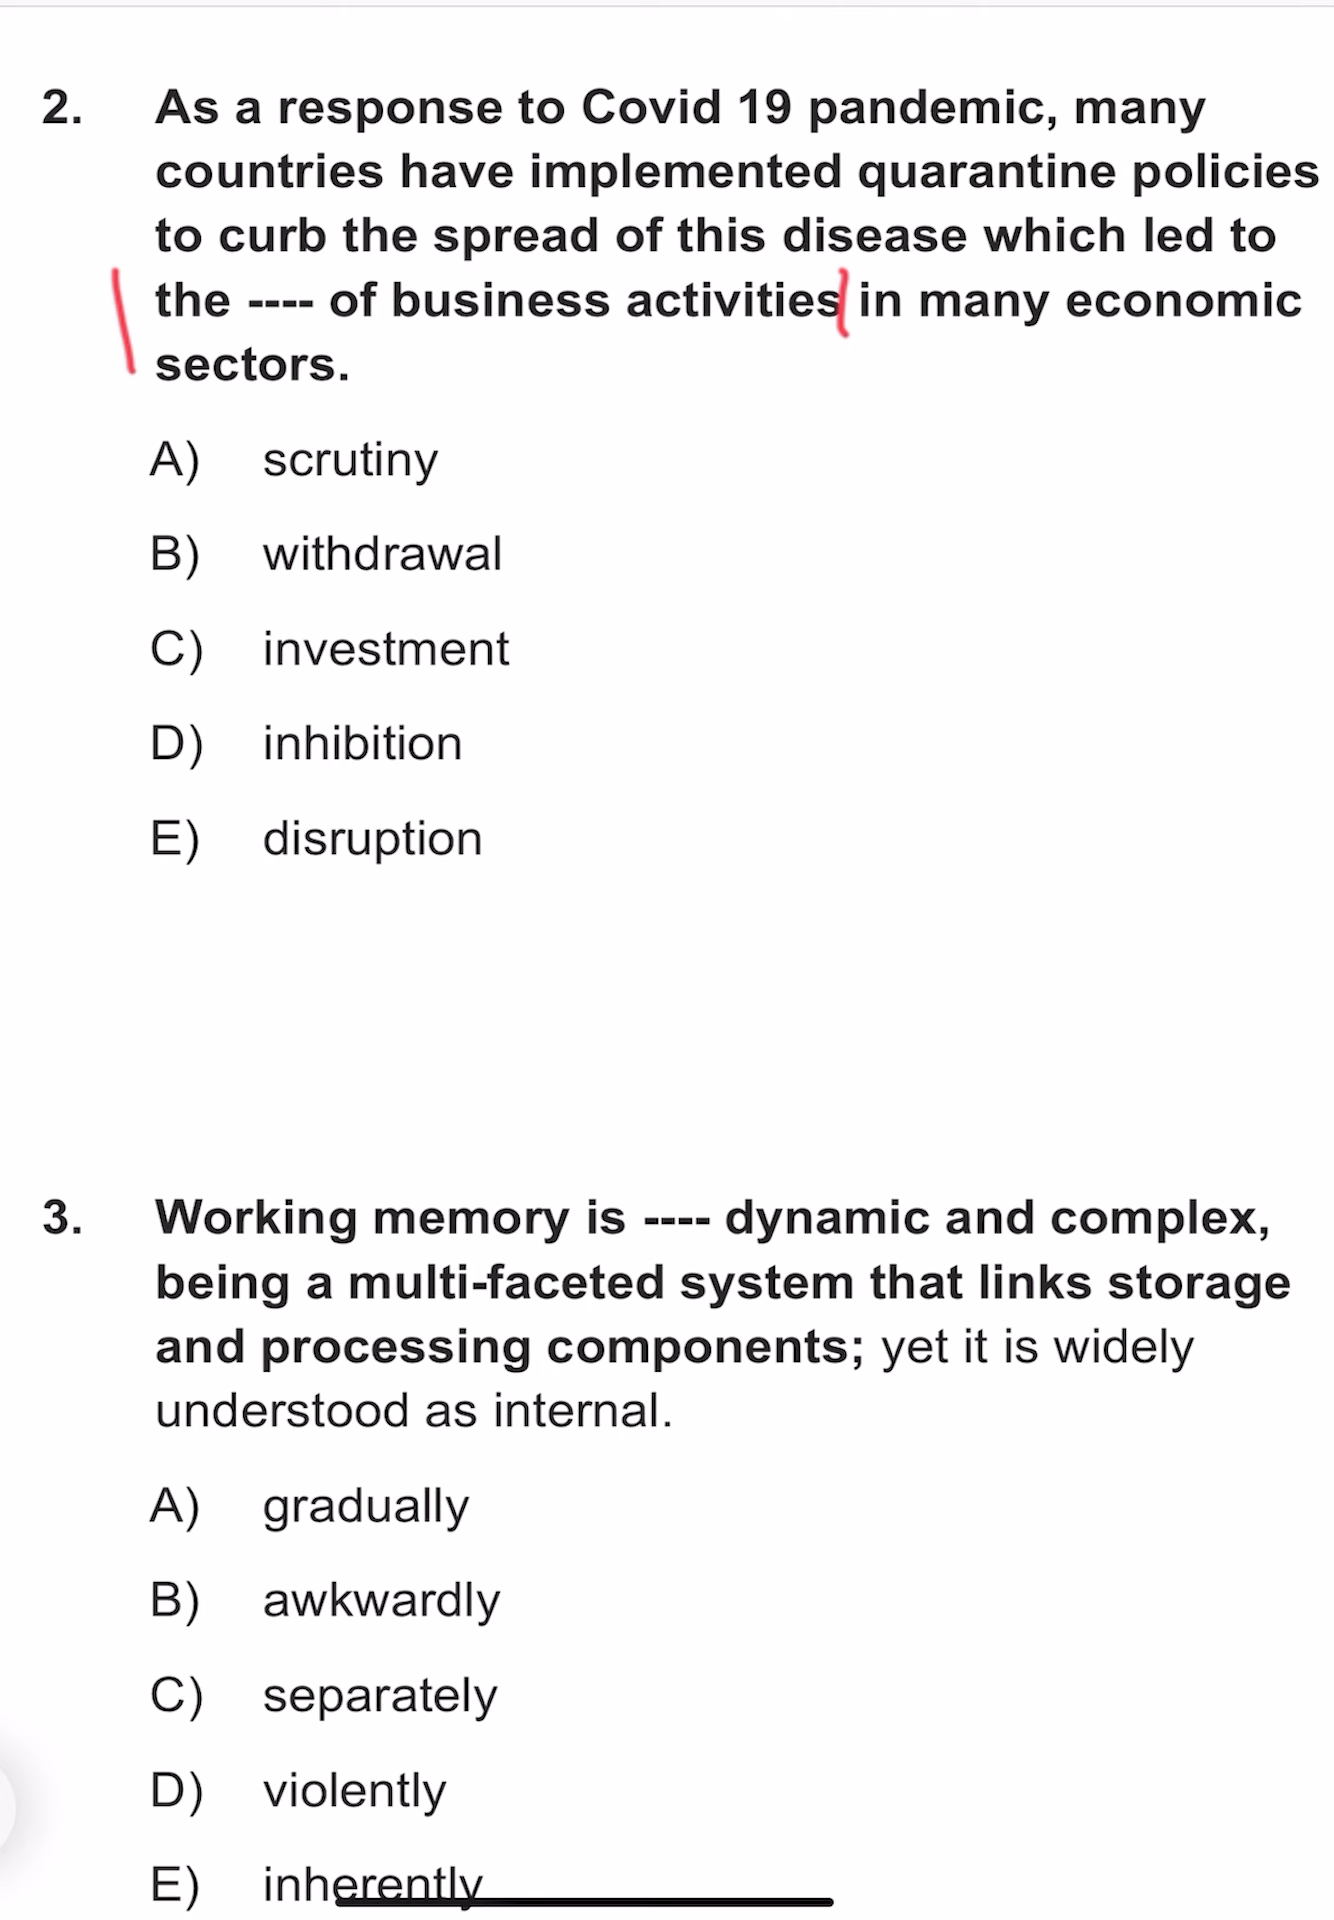 2. As a response to Covid 19 pandemic, many
countries have implemented quarantine policies
to curb the spread of this disease which led to
the ---- of business activities in many economic
sectors.
A) scrutiny
B) withdrawal
C) investment
D) inhibition
E) disruption
3. Working memory is ---- dynamic and complex,
being a multi-faceted system that links storage
and processing components; yet it is widely
understood as internal.
A) gradually
B) awkwardly
C) separately
D) violently
E) inherently